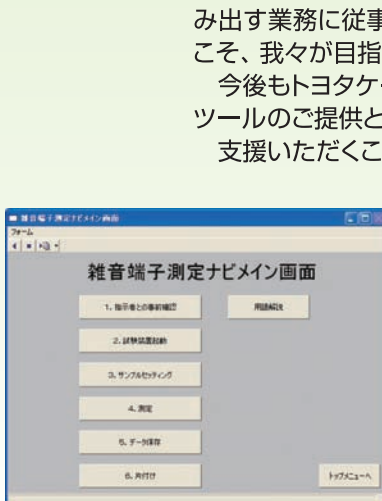 み出す業務に従事
こそ、我々が目指
今後もトヨタケー
ツールのご提供と
支援いただくこ
雑音端子測定ナビメイン画面
フォーム
雑音端子測定ナビメイン画面
1. 指示者との事前確認
用語解説
2. 試験装置起動
3. サンプルセッティング
4. 測定
5. データ保存
6. 片付け
トップメニューへ